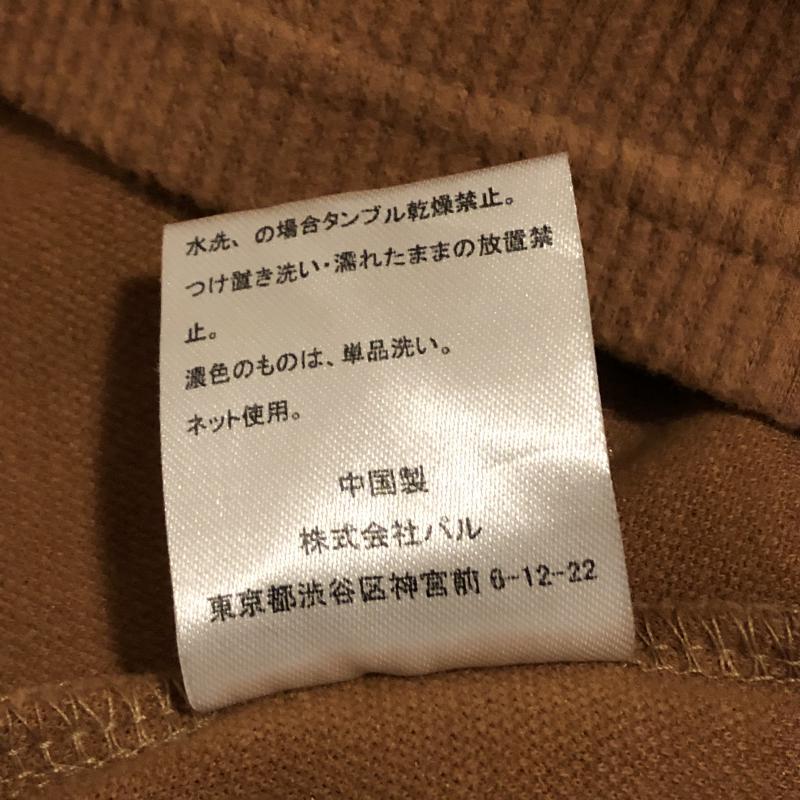 水洗、の場合タンブル乾燥禁止。
つけ置き洗い・濡れたままの放置禁
止。
濃色のものは、単品洗い。
ネット使用。
中国製
株式会社パル
東京都渋谷区神宮前 6-12-22